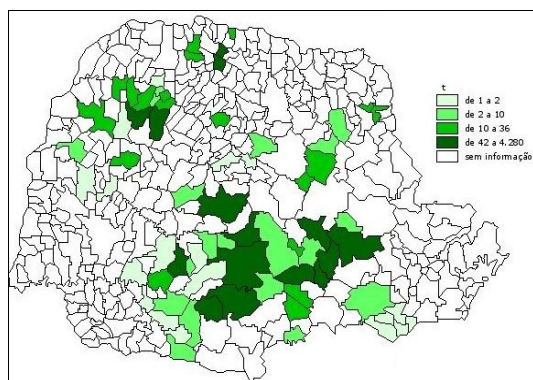 t
de 1 a 2
de 2 a 10
de 10 a 36
de 42 a 4.280
sem informação